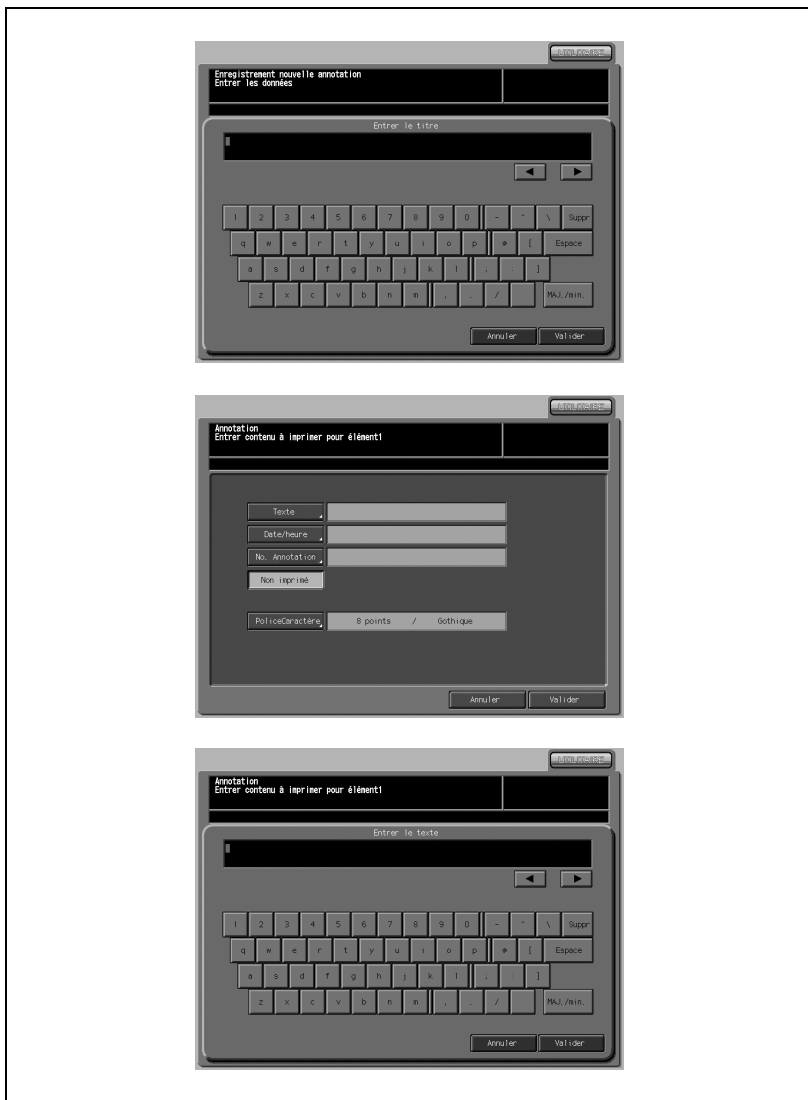 Enregistrement nouvelle annotation
Entrer les données
Entrer le titre
1 2 3 4 5 6 7 8 9 0 - ^ \ Suppr
q w e r t y u i o p @ [ Espace
a s d f g h j k l ; : ]
z x c v b n m , . / MAJ./min.
Annuler Valider
Annotation
Entrer contenu à imprimer pour élément1
Texte
Date/heure
No. Annotation
Non imprimé
PoliceCaractère 8 points / Gothique
Annuler Valider
Annotation
Entrer contenu à imprimer pour élément1
Entrer le texte
1 2 3 4 5 6 7 8 9 0 - ^ \ Suppr
q w e r t y u i o p @ [ Espace
a s d f g h j k l ; : ]
z x c v b n m , . / MAJ./min.
Annuler Valider